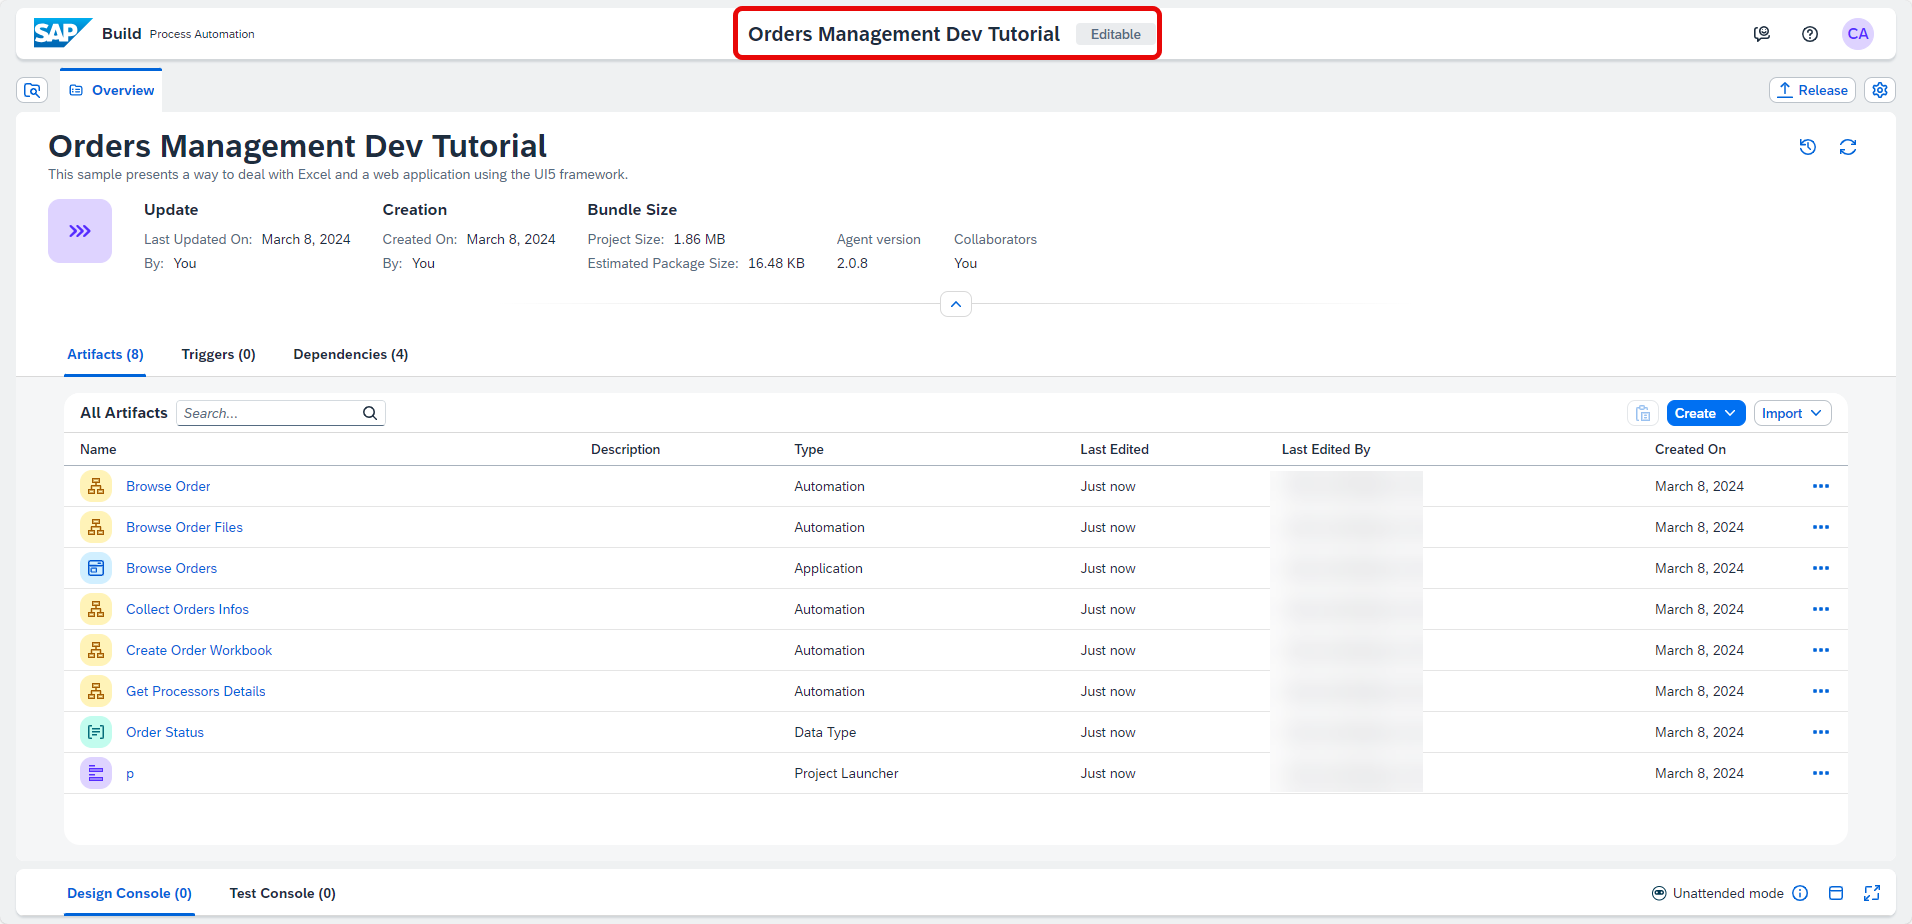 SAP Build Process Automation Orders Management Dev Tutorial Editable CA
Overview Release
Orders Management Dev Tutorial
This sample presents a way to deal with Excel and a web application using the UI5 framework.
Update Creation Bundle Size
Last Updated On: March 8, 2024 Created On: March 8, 2024 Project Size: 1.86 MB Agent version Collaborators
By: You By: You Estimated Package Size: 16.48 KB 2.0.8 You
Artifacts (8) Triggers (0) Dependencies (4)
All Artifacts Search... Create Import
Name Description Type Last Edited Last Edited By Created On
Browse Order Automation Just now March 8, 2024
Browse Order Files Automation Just now March 8, 2024
Browse Orders Application Just now March 8, 2024
Collect Orders Infos Automation Just now March 8, 2024
Create Order Workbook Automation Just now March 8, 2024
Get Processors Details Automation Just now March 8, 2024
Order Status Data Type Just now March 8, 2024
p Project Launcher Just now March 8, 2024
Design Console (0) Test Console (0) Unattended mode